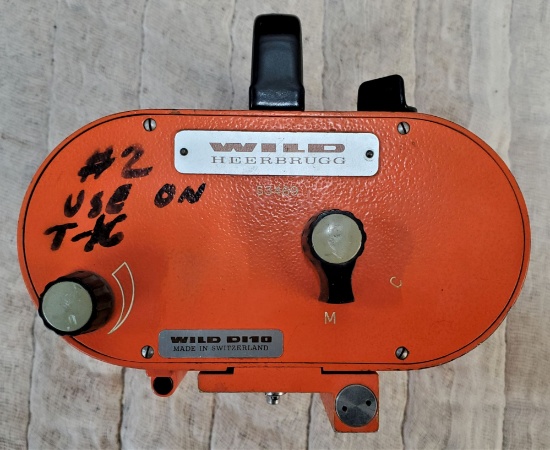 WILD
HEERBRUGG
#2
USE ON
T-16
C
M
WILD DI10
MADE IN SWITZERLAND